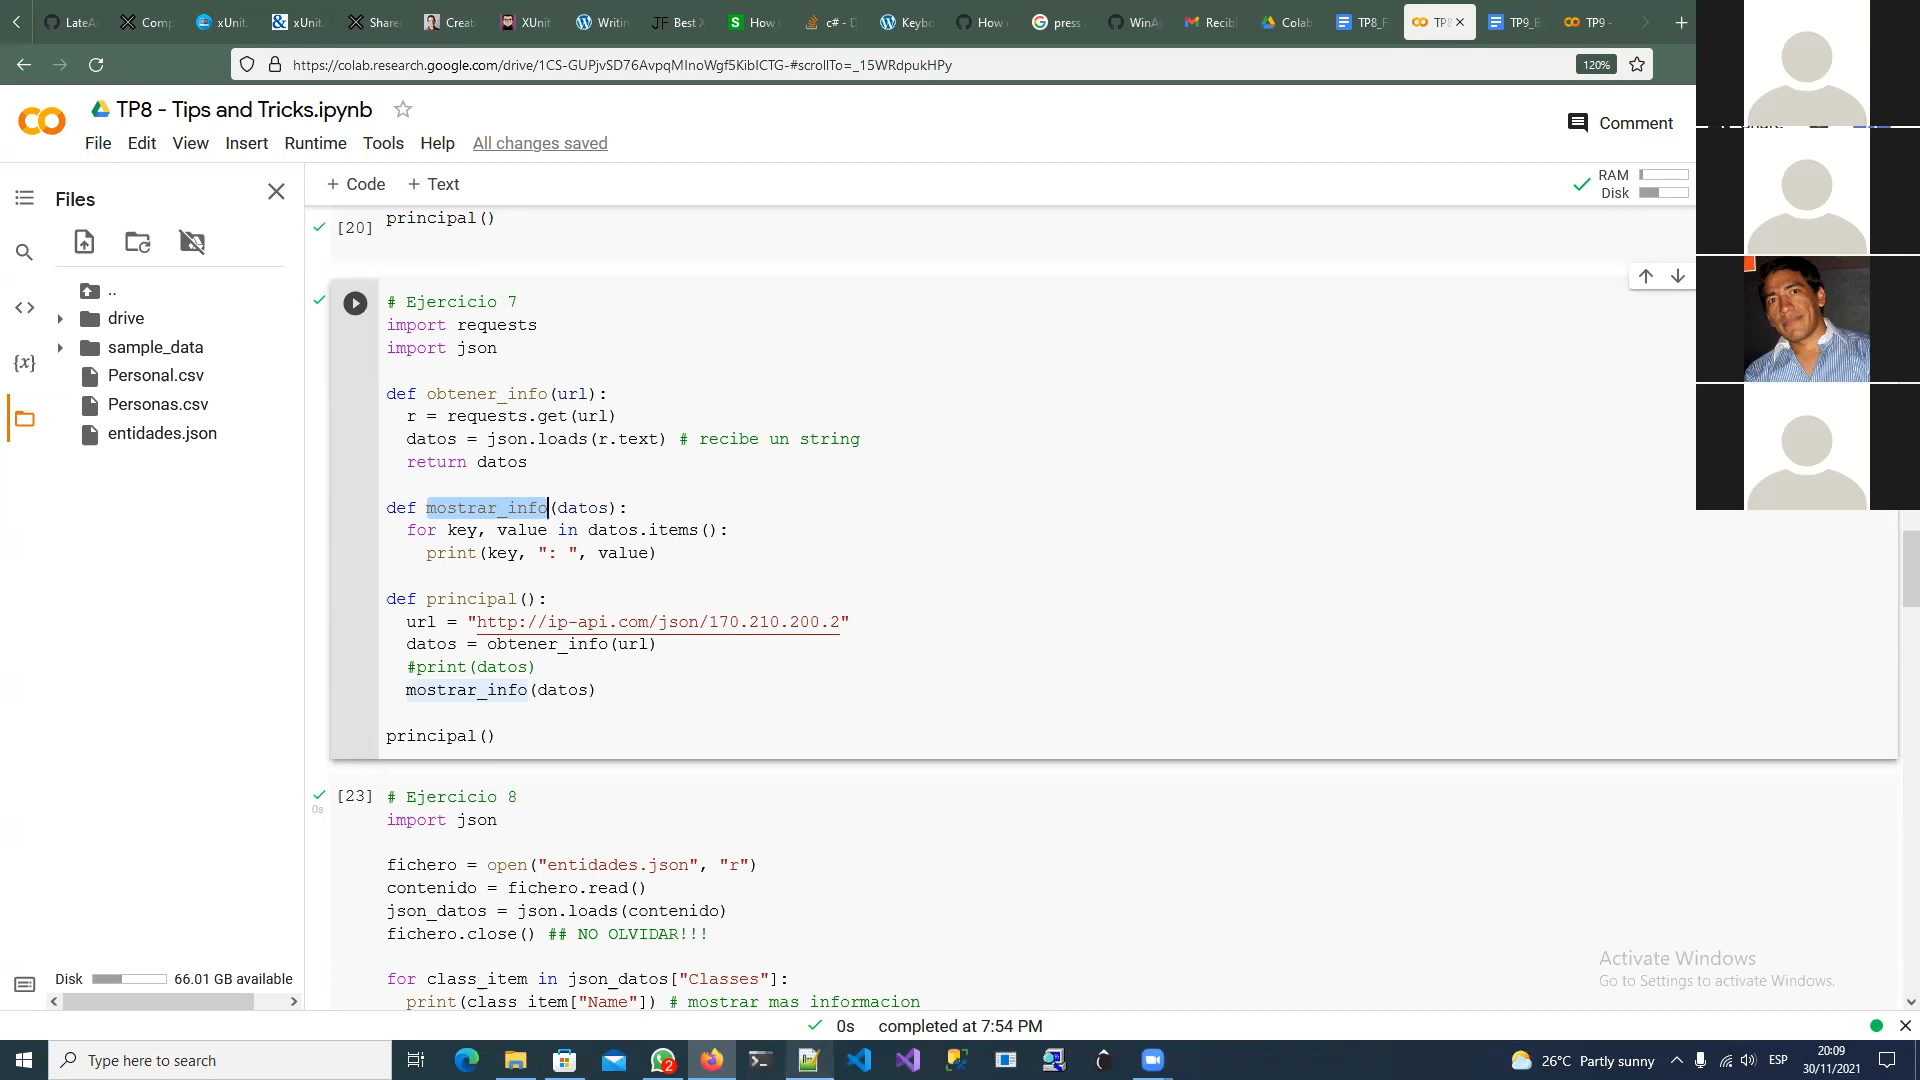 LateA
Comp
xUnit.
xUnit.
Share
Creati
XUnit
Writin
JF Best X
How
c# - D
Keybo
How
press
WinA
Recib
Colab
TP8_F
TP8
TP9_E
TP9 -
https://colab.research.google.com/drive/1CS-GUPjvSD76AvpqMInoWgf5KibICTG-#scrollTo=_15WRdpukHPy
120%
TP8 - Tips and Tricks.ipynb
Comment
File Edit View Insert Runtime Tools Help All changes saved
Files
+ Code + Text
RAM
Disk
..
drive
sample_data
Personal.csv
Personas.csv
entidades.json
{x}
[20] principal()
# Ejercicio 7
import requests
import json
def obtener_info(url):
r = requests.get(url)
datos = json.loads(r.text) # recibe un string
return datos
def mostrar_info(datos):
for key, value in datos.items():
print(key, ": ", value)
def principal():
url = "http://ip-api.com/json/170.210.200.2"
datos = obtener_info(url)
#print(datos)
mostrar_info(datos)
principal()
0s
[23] # Ejercicio 8
import json
fichero = open("entidades.json", "r")
contenido = fichero.read()
json_datos = json.loads(contenido)
fichero.close() ## NO OLVIDAR!!!
for class_item in json_datos["Classes"]:
print(class_item["Name"]) # mostrar mas informacion
Disk 66.01 GB available
Activate Windows
Go to Settings to activate Windows.
0s completed at 7:54 PM
Type here to search
2
26°C Partly sunny
ESP
20:09
30/11/2021